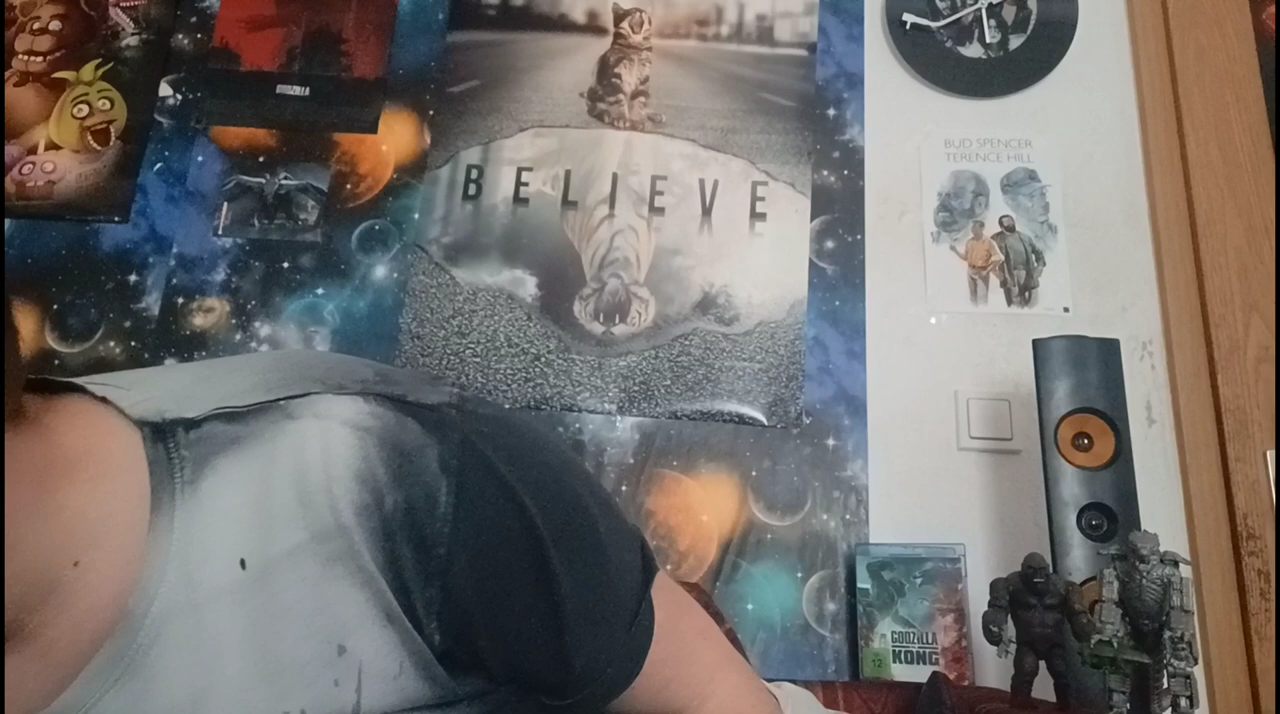 GODZILLA
BELIEVE
BUD SPENCER
TERENCE HILL
GODZILLA
KONG
12